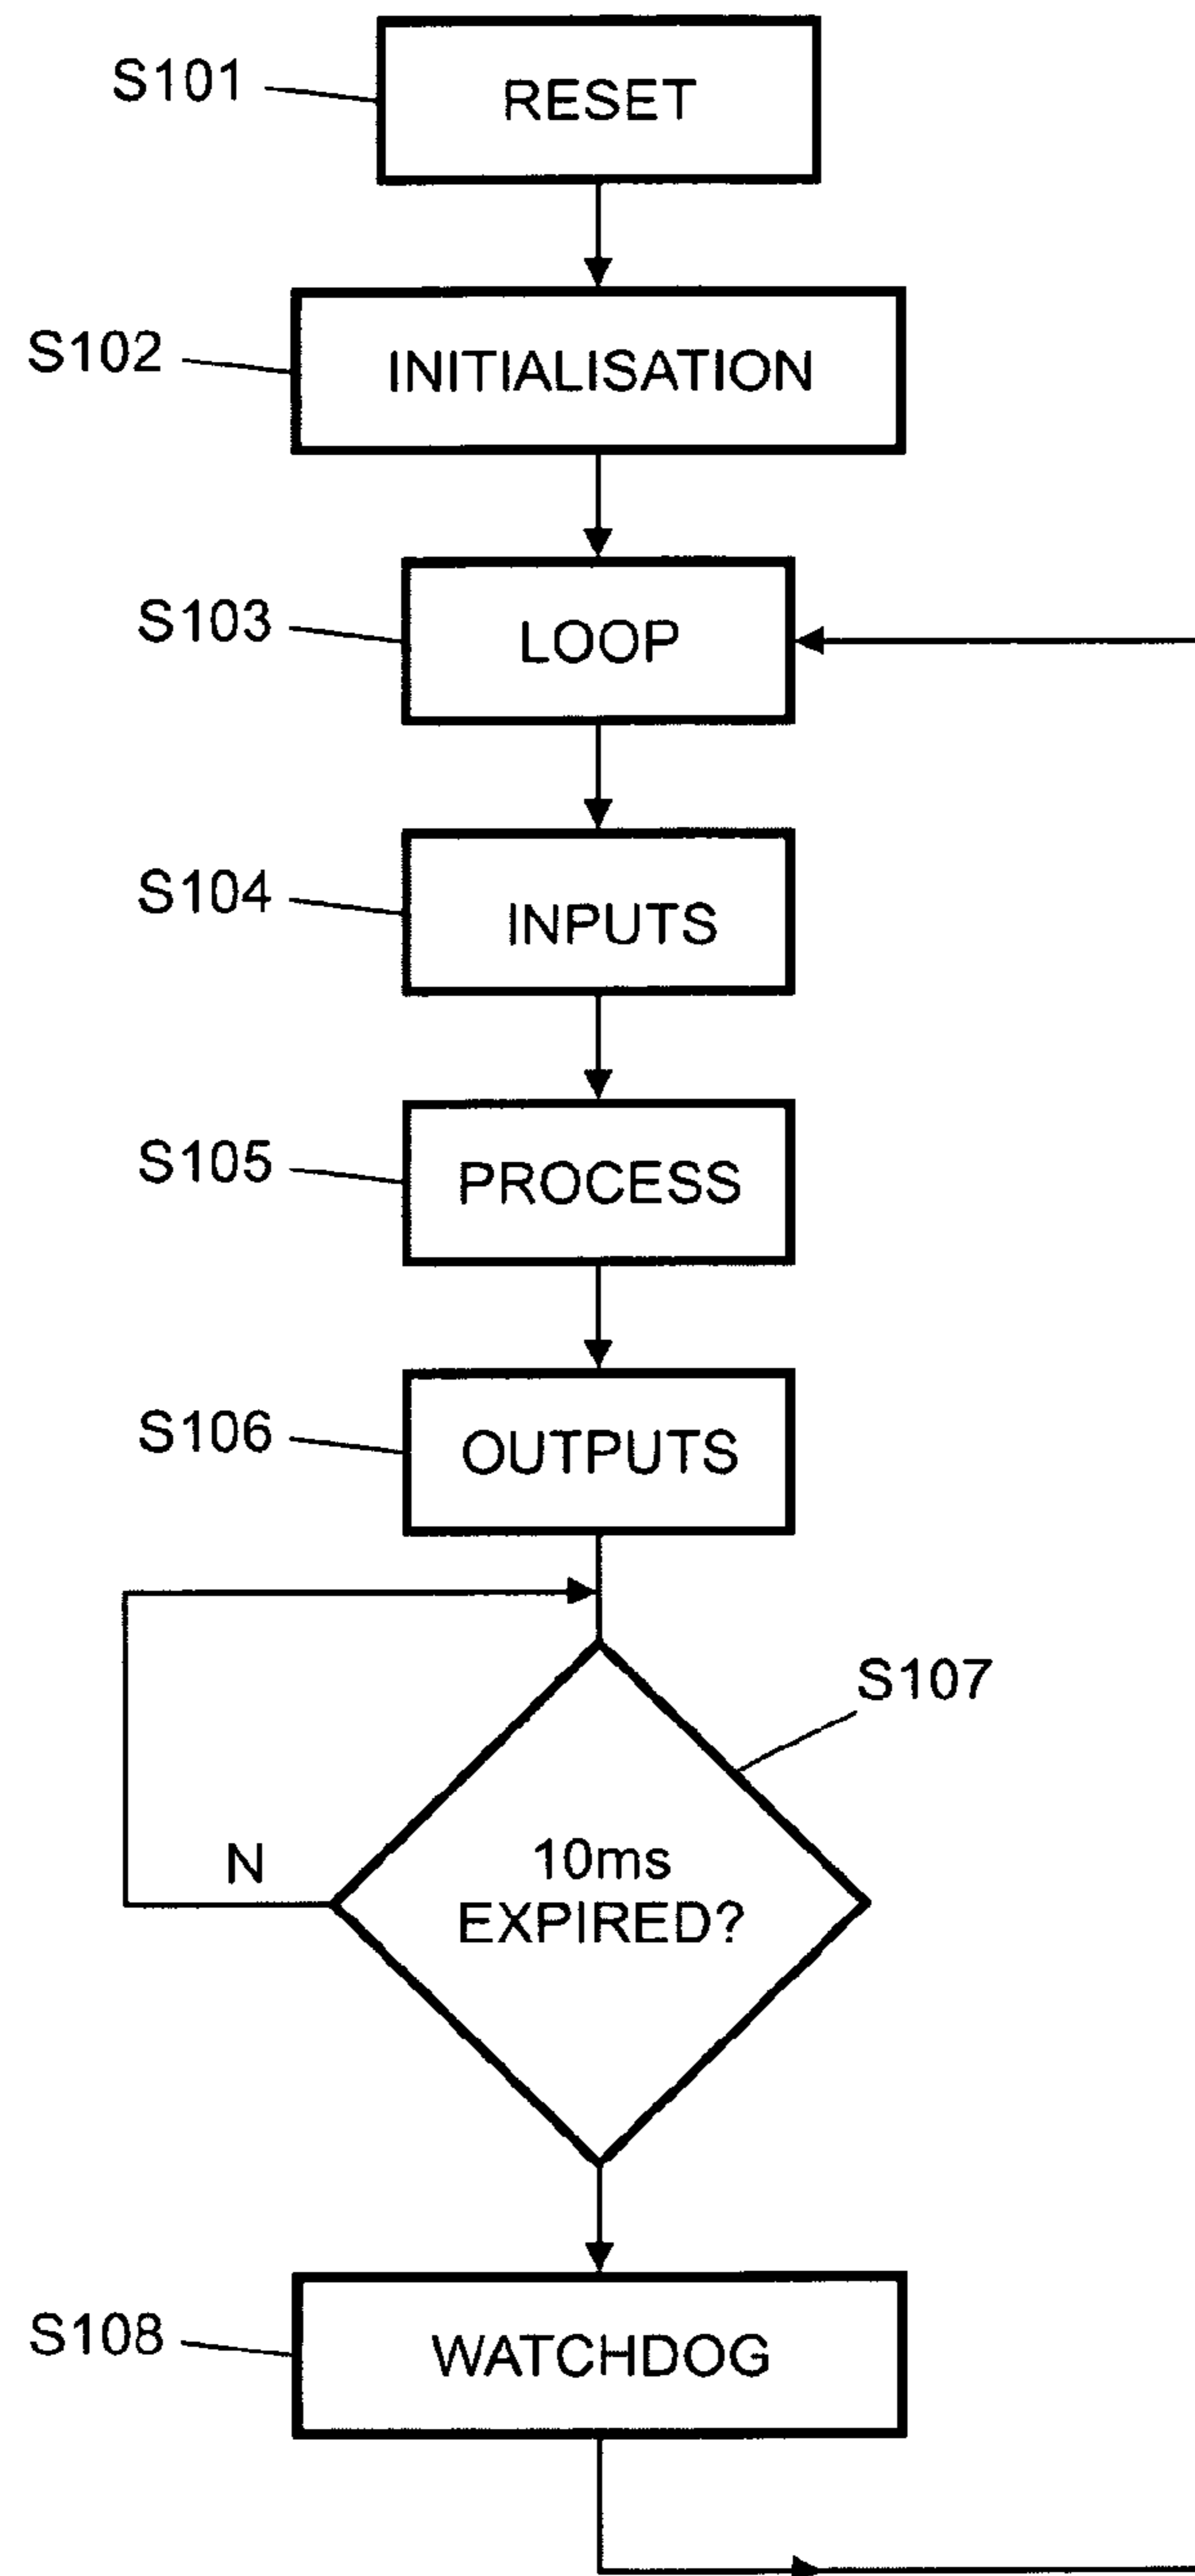 S101
RESET
S102
INITIALISATION
S103
LOOP
S104
INPUTS
S105
PROCESS
S106
OUTPUTS
S107
10ms
EXPIRED?
N
S108
WATCHDOG